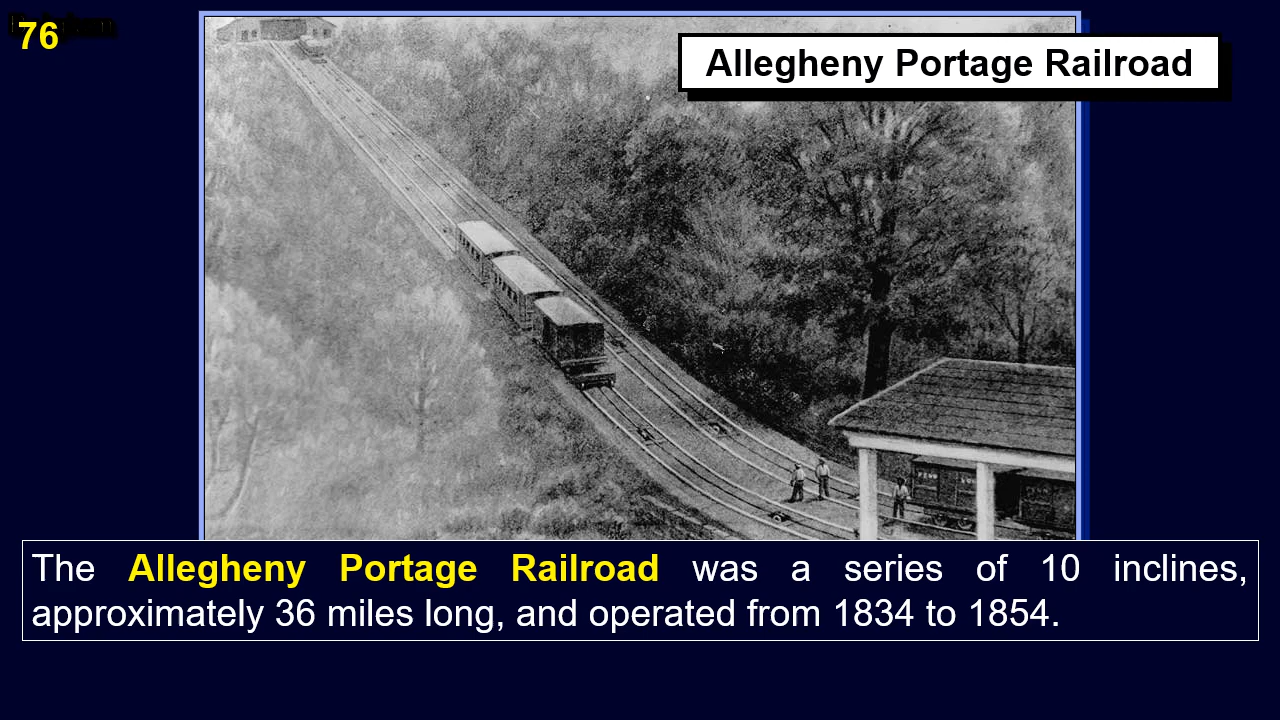 76
Allegheny Portage Railroad
The Allegheny Portage Railroad was a series of 10 inclines,
approximately 36 miles long, and operated from 1834 to 1854.